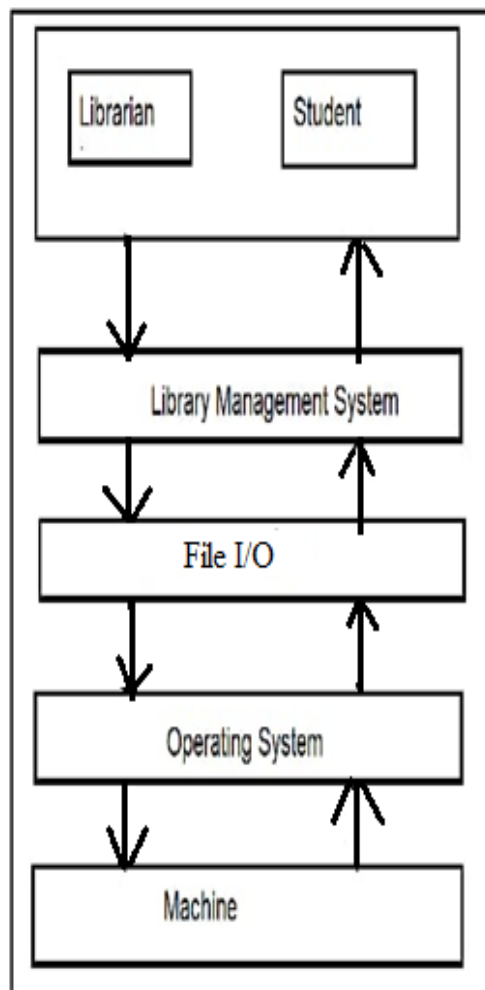 Librarian
Student
Library Management System
File I/O
Operating System
Machine